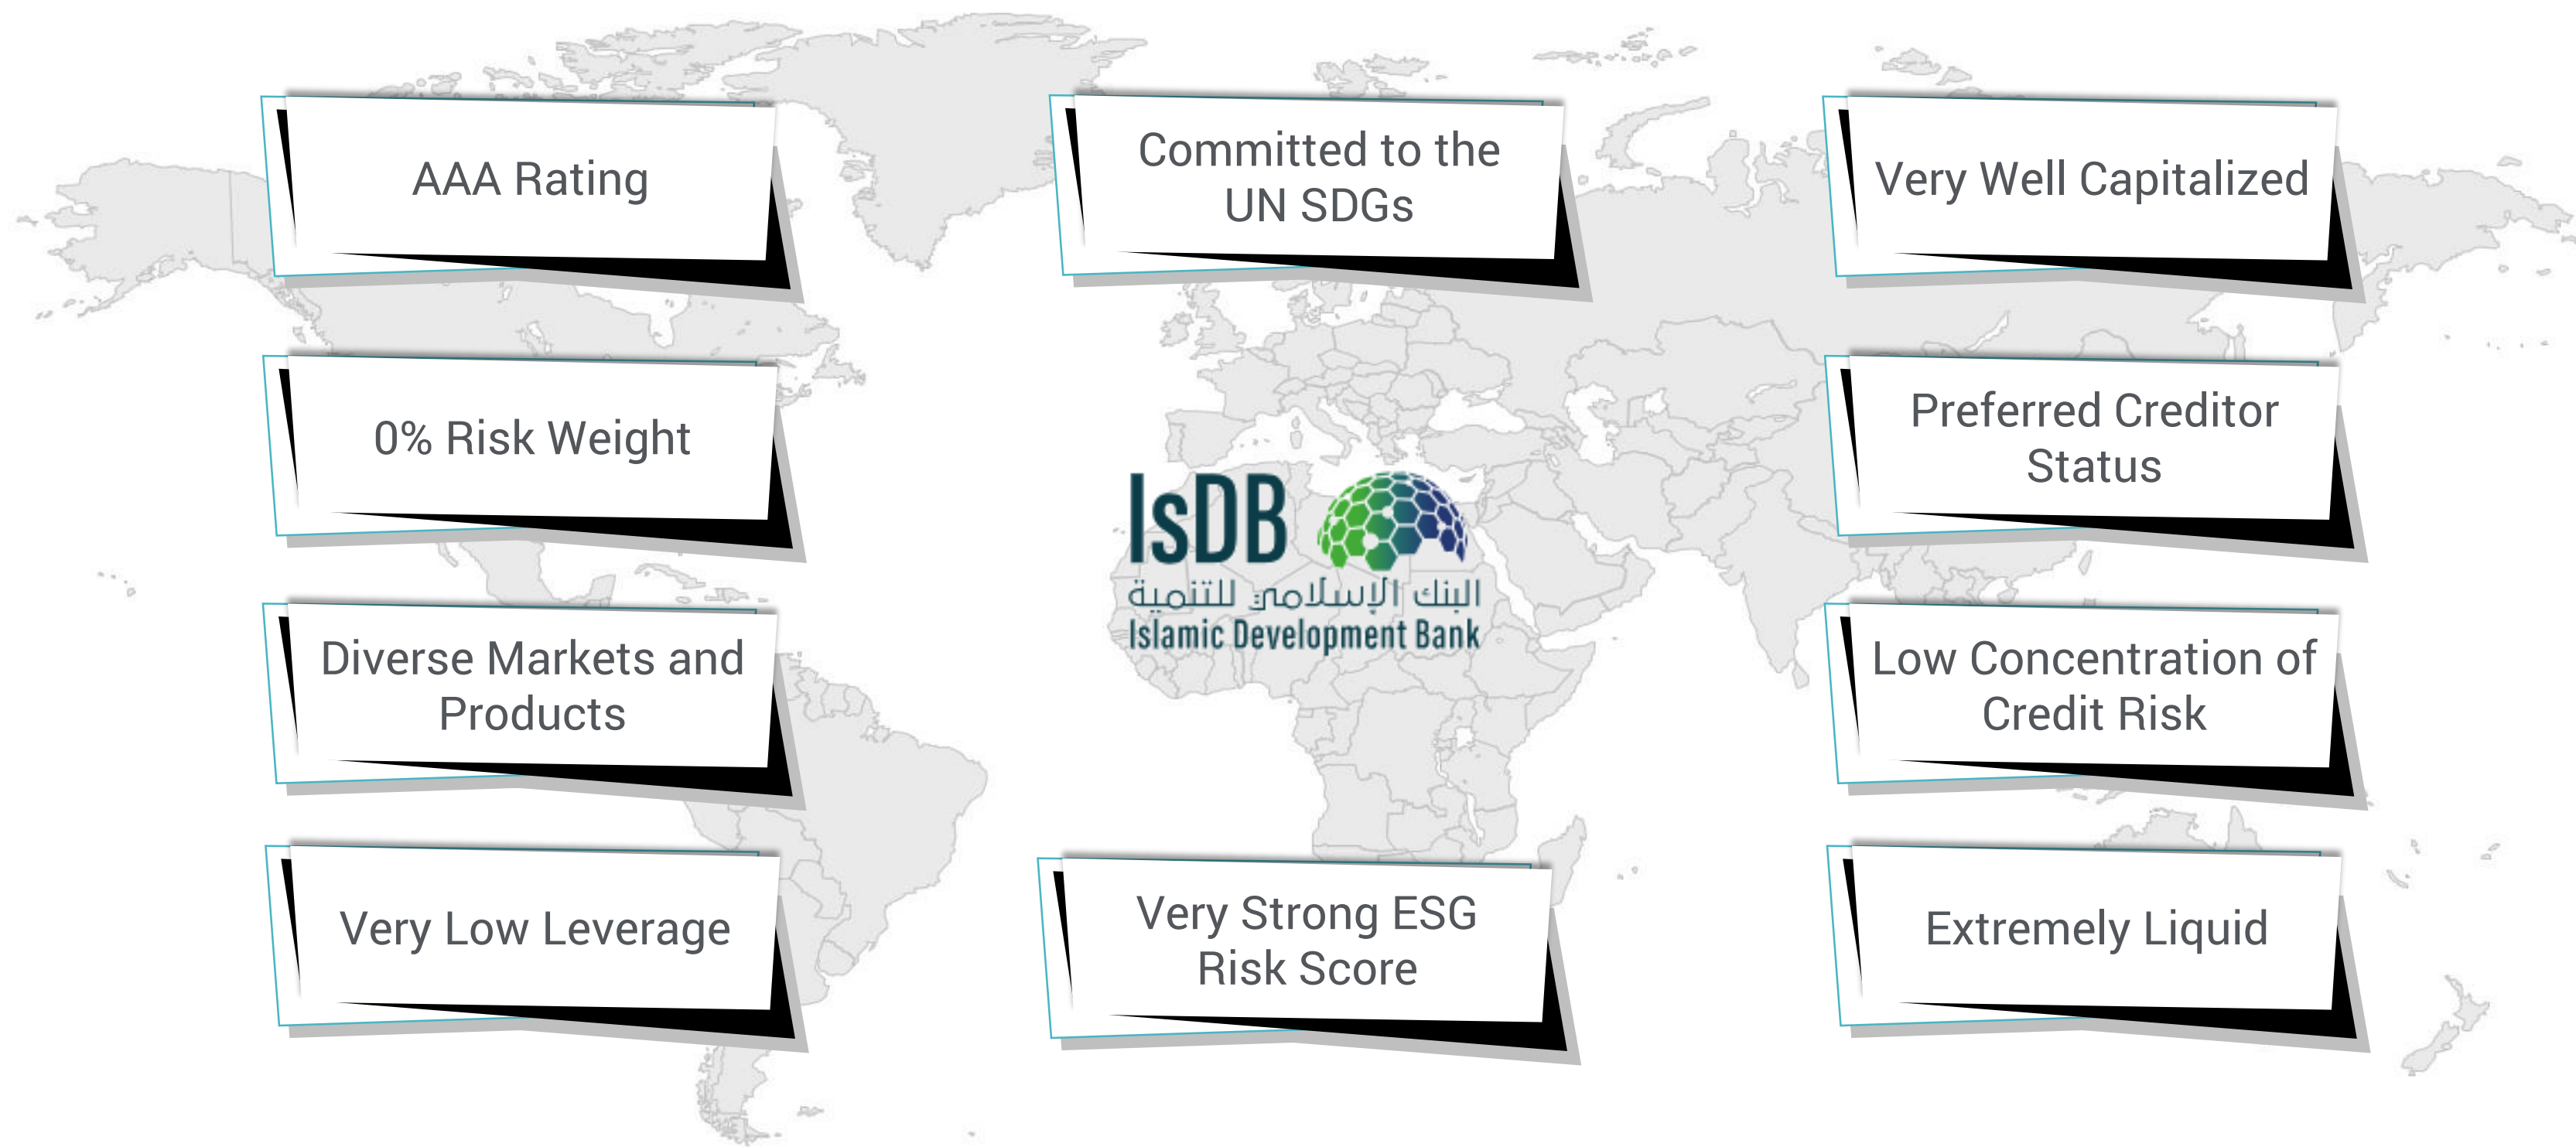 AAA Rating
Committed to the
UN SDGs
Very Well Capitalized
0% Risk Weight
Preferred Creditor
Status
IsDB
البنك الإسلامي للتنمية
Islamic Development Bank
Diverse Markets and
Products
Low Concentration of
Credit Risk
Very Low Leverage
Very Strong ESG
Risk Score
Extremely Liquid